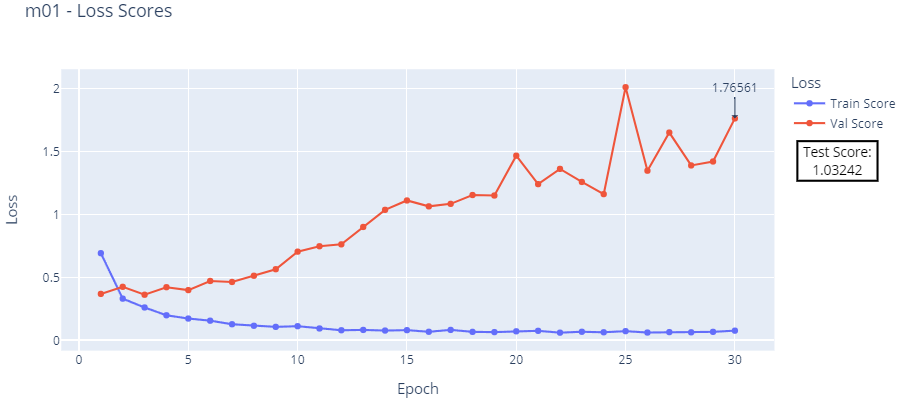 m01 - Loss Scores
Loss
2
1.5
1
0.5
0
0
5
10
15
20
25
30
Epoch
1.76561
Loss
Train Score
Val Score
Test Score:
1.03242